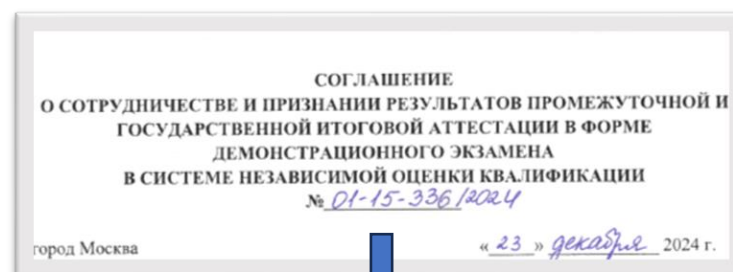 СОГЛАШЕНИЕ
О СОТРУДНИЧЕСТВЕ И ПРИЗНАНИИ РЕЗУЛЬТАТОВ ПРОМЕЖУТОЧНОЙ И
ГОСУДАРСТВЕННОЙ ИТОГОВОЙ АТТЕСТАЦИИ В ФОРМЕ
ДЕМОНСТРАЦИОННОГО ЭКЗАМЕНА
В СИСТЕМЕ НЕЗАВИСИМОЙ ОЦЕНКИ КВАЛИФИКАЦИИ
№ 01-15-336/2024
город Москва « 23 » декабря 2024 г.